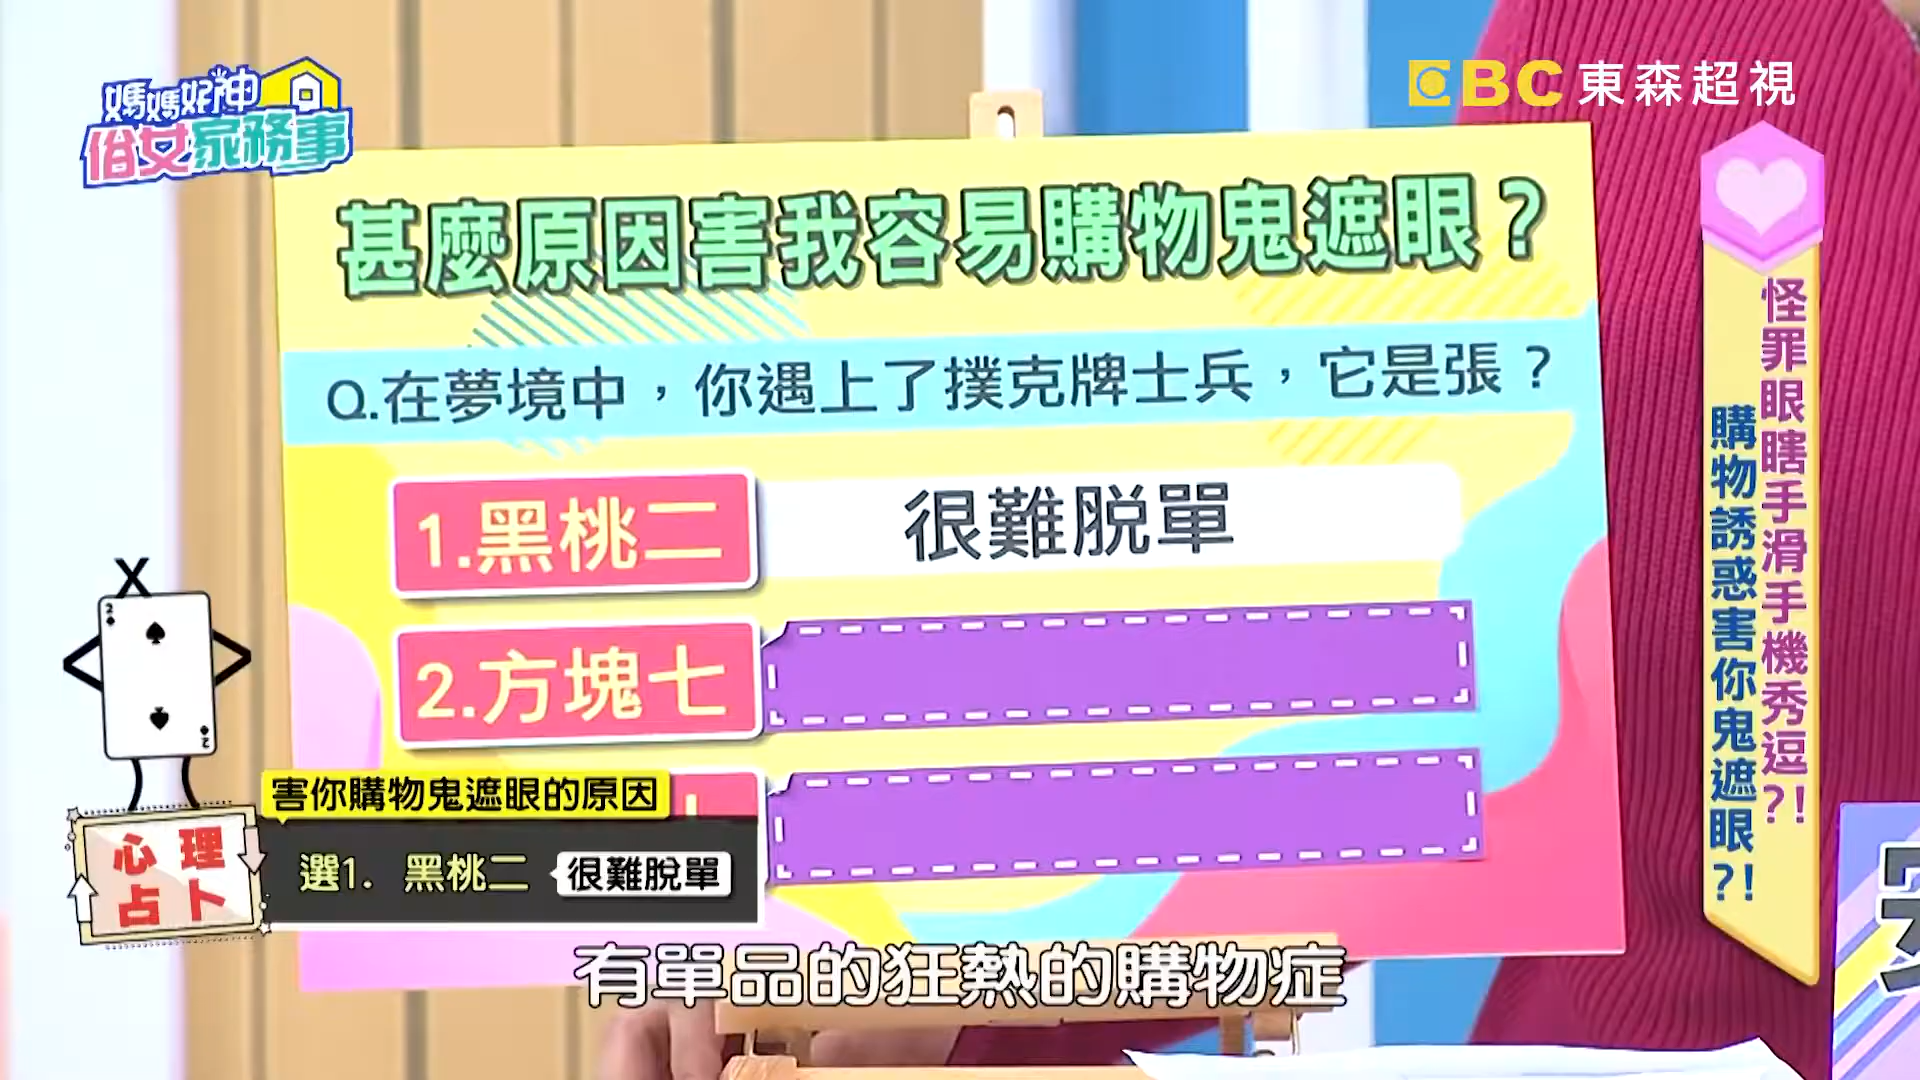 媽媽好神
俗女家務事
EBC 東森超視
甚麼原因害我容易購物鬼遮眼?
Q.在夢境中,你遇上了撲克牌士兵,它是張?
1.黑桃二
很難脫單
2.方塊七
怪罪眼瞎手滑手機秀逗?!
購物誘惑害你鬼遮眼?!
2
2
害你購物鬼遮眼的原因
選1. 黑桃二 很難脫單
心理
占卜
有單品的狂熱的購物症